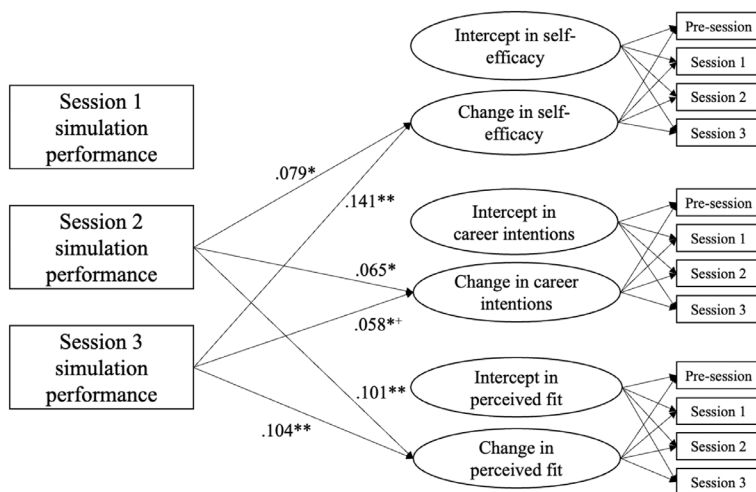 Session 1
simulation
performance
Session 2
simulation
performance
Session 3
simulation
performance
.079*
.141**
.065*
.058*+
.101**
.104**
Intercept in self-
efficacy
Change in self-
efficacy
Intercept in
career intentions
Change in career
intentions
Intercept in
perceived fit
Change in
perceived fit
Pre-session
Session 1
Session 2
Session 3
Pre-session
Session 1
Session 2
Session 3
Pre-session
Session 1
Session 2
Session 3